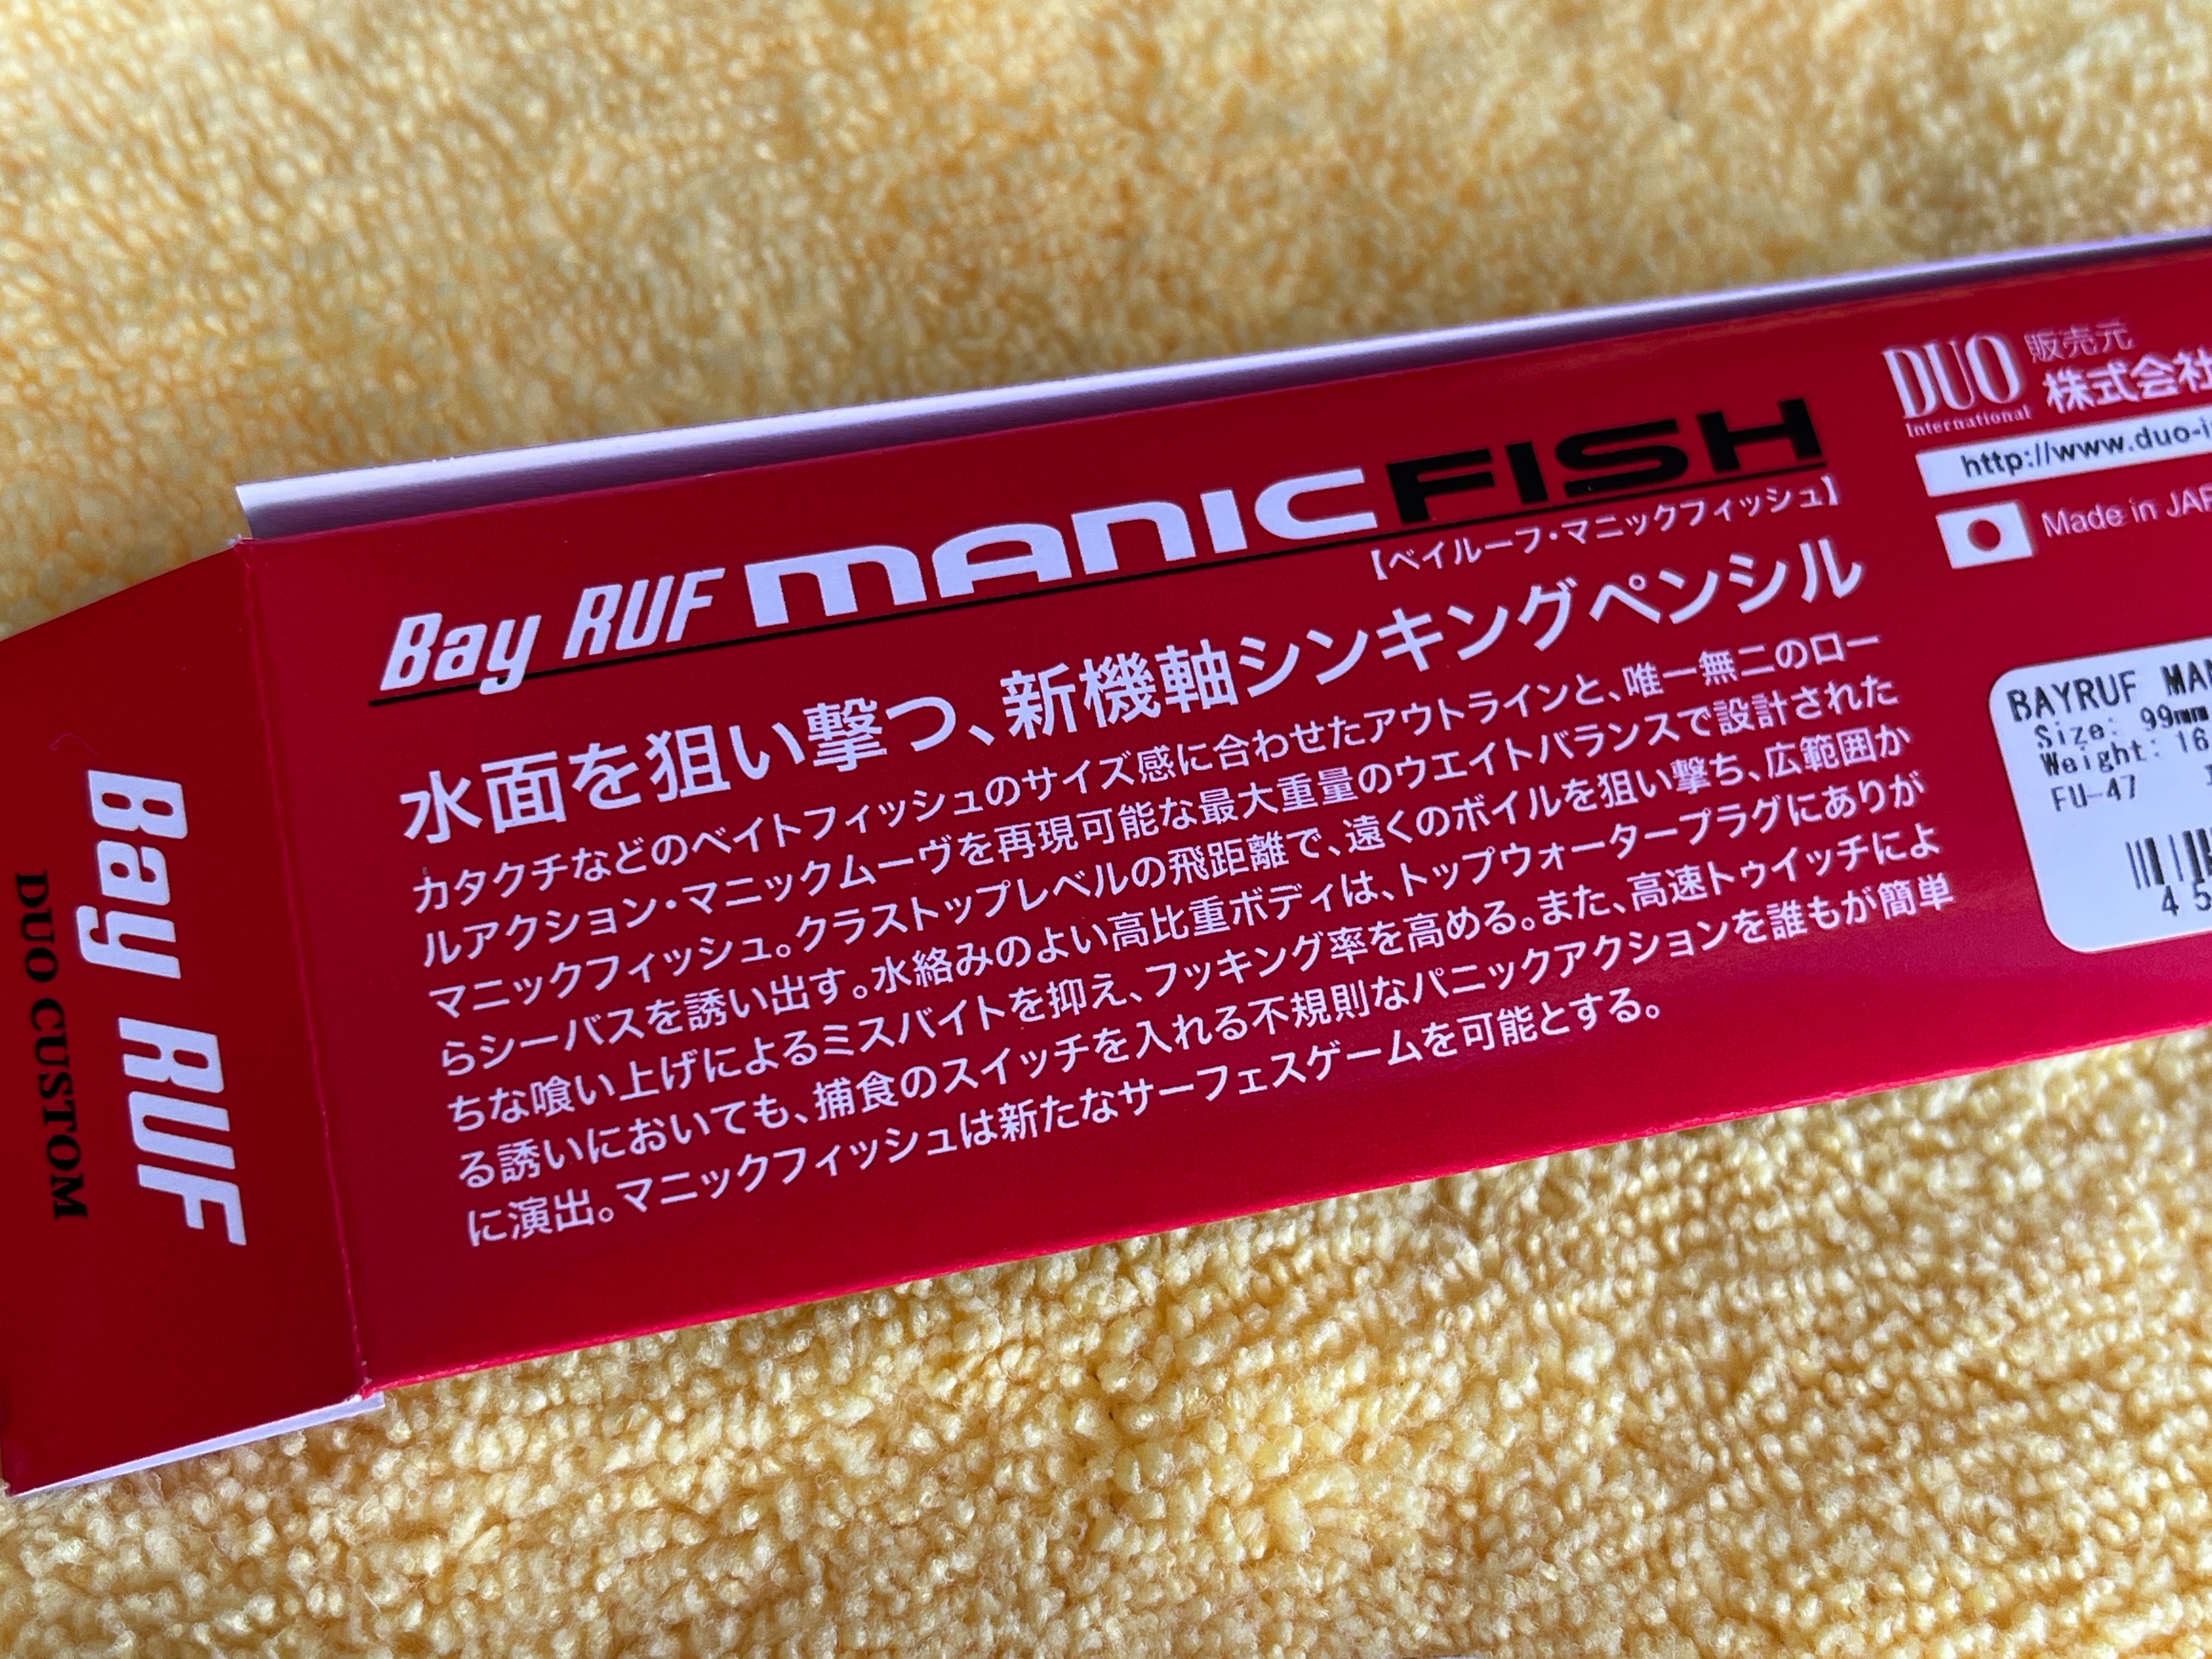 Bay RUF MANIC FISH
【ベイルーフ・マニックフィッシュ】
水面を狙い撃つ、新機軸シンキングペンシル
カタクチなどのベイトフィッシュのサイズ感に合わせたアウトラインと、唯一無二のロー
ルアクション・マニックムーヴを再現可能な最大重量のウエイトバランスで設計された
マニックフィッシュ。クラストップレベルの飛距離で、遠くのボイルを狙い撃ち、広範囲か
らシーバスを誘い出す。水絡みのよい高比重ボディは、トップウォータープラグにありが
ちな喰い上げによるミスバイトを抑え、フッキング率を高める。また、高速トゥイッチによ
る誘いにおいても、捕食のスイッチを入れる不規則なパニックアクションを誰もが簡単
に演出。マニックフィッシュは新たなサーフェスゲームを可能とする。
DUO
International
販売元
株式会社
http://www.duo-i
Made in JAP
BAYRUF MA
Size: 99mm
Weight: 16
FU-47
4 5
Bay RUF
DUO CUSTOM